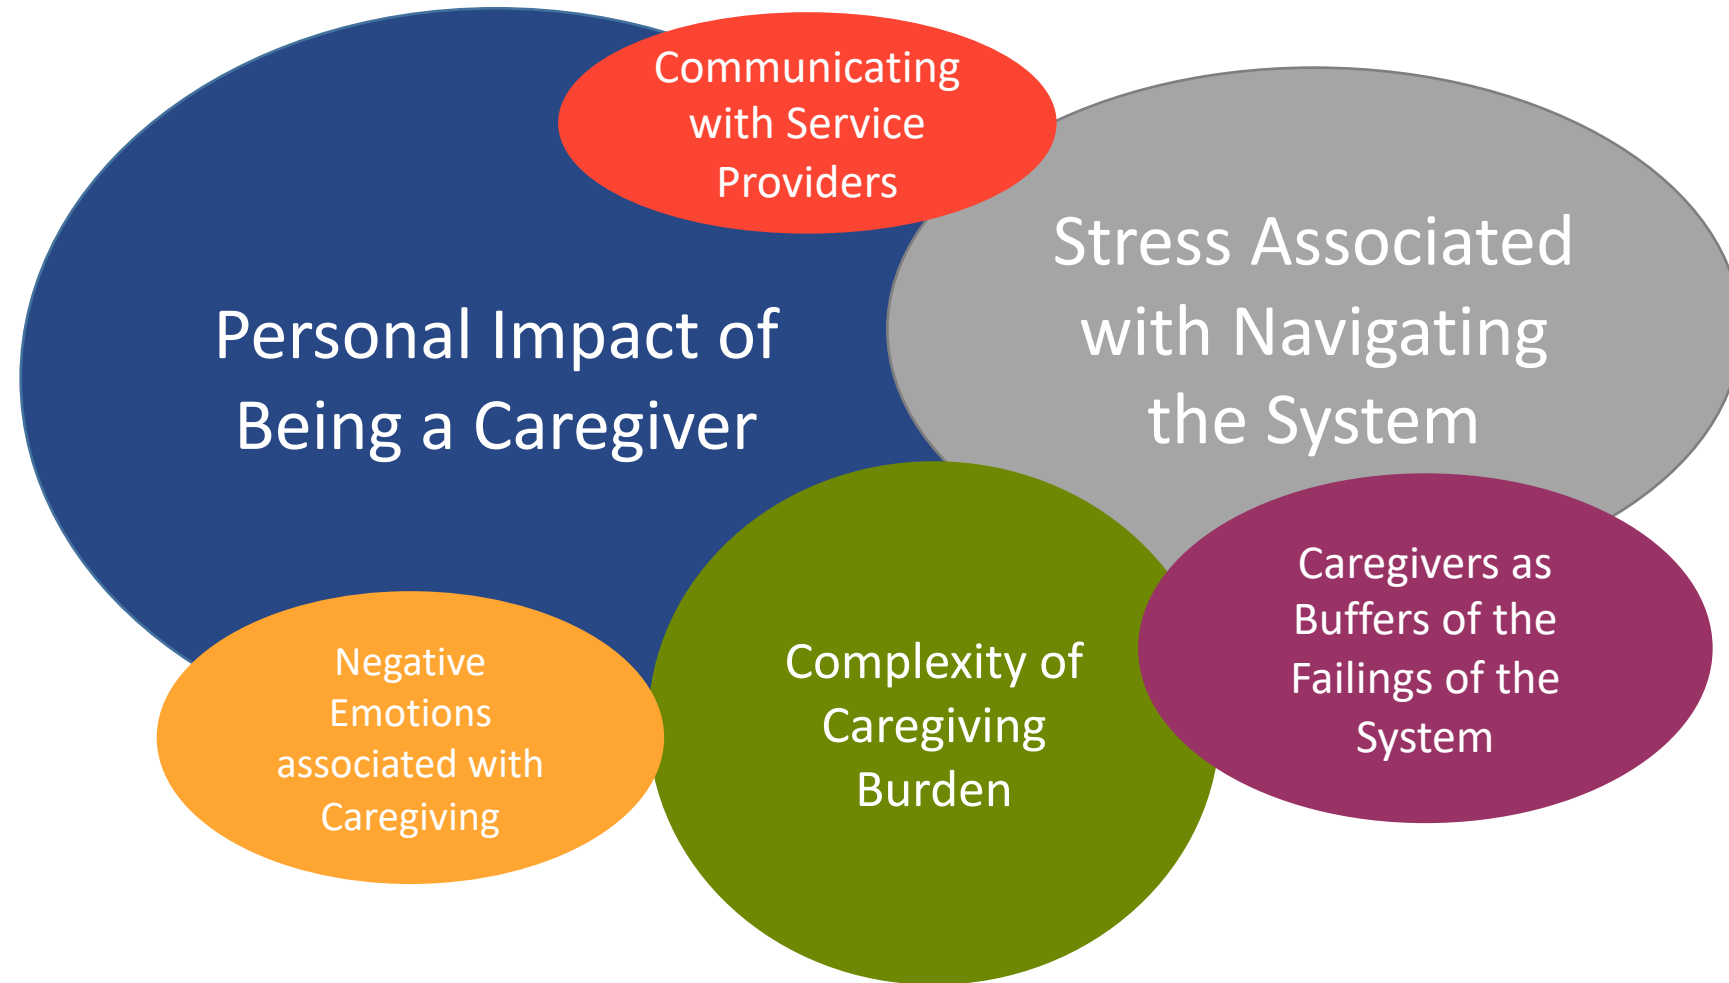 Communicating
with Service
Providers
Stress Associated
with Navigating
the System
Personal Impact of
Being a Caregiver
Caregivers as
Buffers of the
Failings of the
System
Negative
Emotions
associated with
Caregiving
Complexity of
Caregiving
Burden